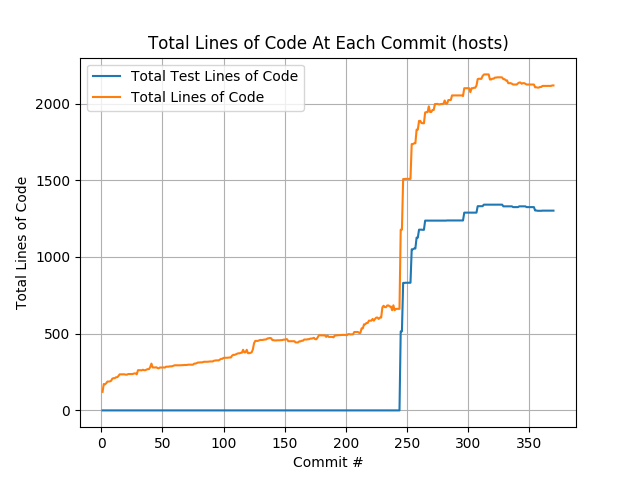 Total Lines of Code At Each Commit (hosts)
Total Test Lines of Code
Total Lines of Code
Total Lines of Code
2000
1500
1000
500
0
0 50 100 150 200 250 300 350
Commit #